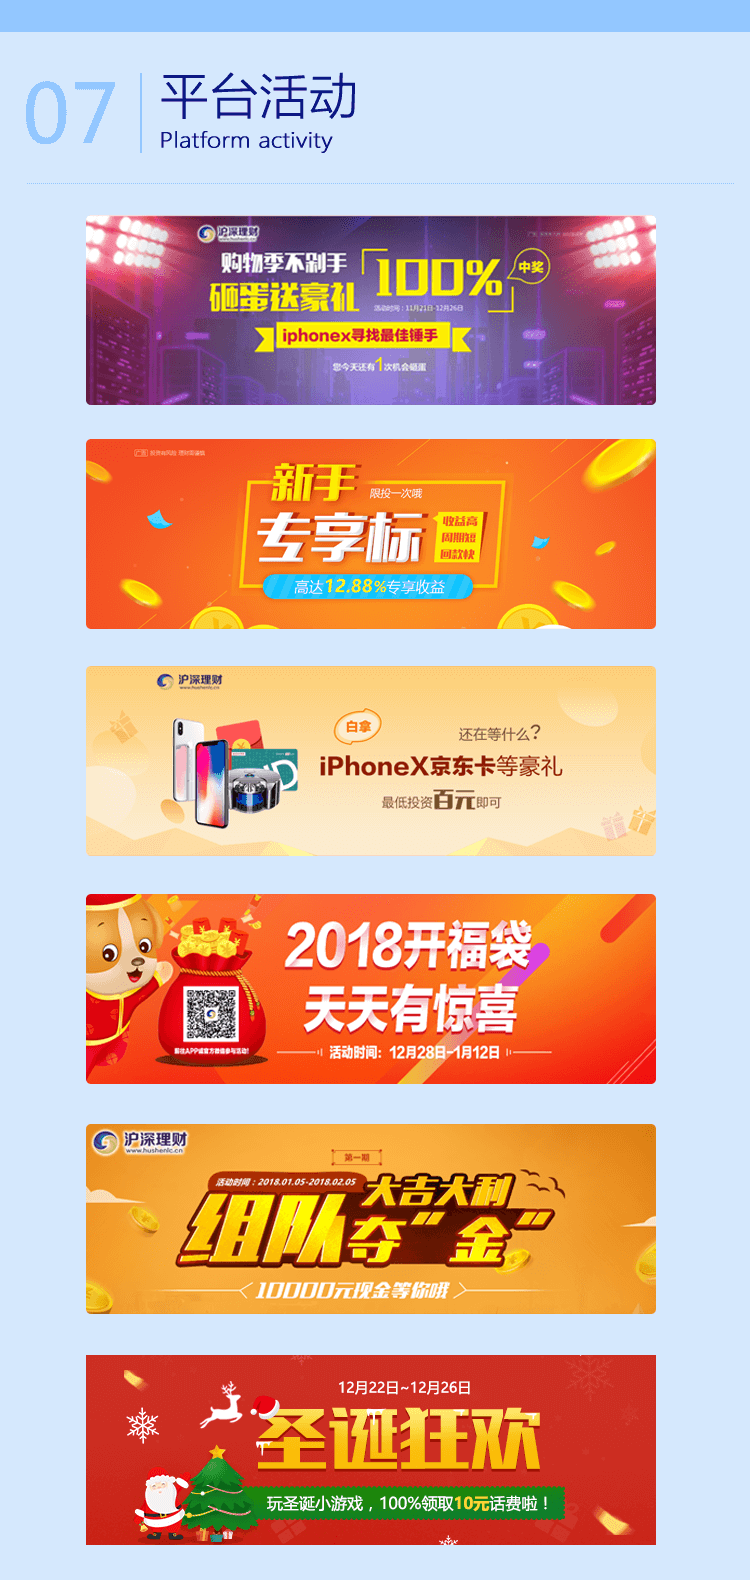 07
平台活动
Platform activity
沪深理财
www.hushenlc.cn
购物季不剁手
砸蛋送豪礼
100%
中奖
活动时间：11月21日-12月26日
iphonex寻找最佳锤手
您今天还有1次机会砸蛋
广告 投资有风险 理财需谨慎
新手
限投一次哦
专享标
收益高
周期短
回款快
高达12.88%专享收益
沪深理财
www.hushenlc.cn
白拿
还在等什么?
iPhoneX京东卡等豪礼
最低投资百元即可
2018开福袋
天天有惊喜
活动时间：12月28日-1月12日
沪深理财
www.hushenlc.cn
第一期
活动时间：2018.01.05-2018.02.05
大吉大利
组队夺“金”
10000元现金等你哦
12月22日~12月26日
圣诞狂欢
玩圣诞小游戏，100%领取10元话费啦！